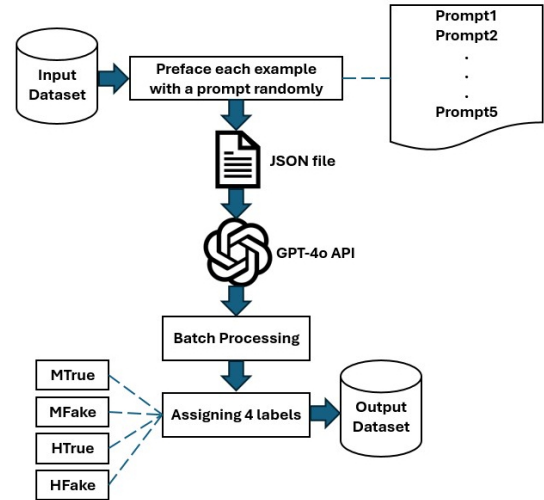 Prompt1
Prompt2
.
.
.
Prompt5
Input
Dataset
Preface each example
with a prompt randomly
JSON file
GPT-4o API
Batch Processing
MTrue
MFake
HTrue
HFake
Assigning 4 labels
Output
Dataset